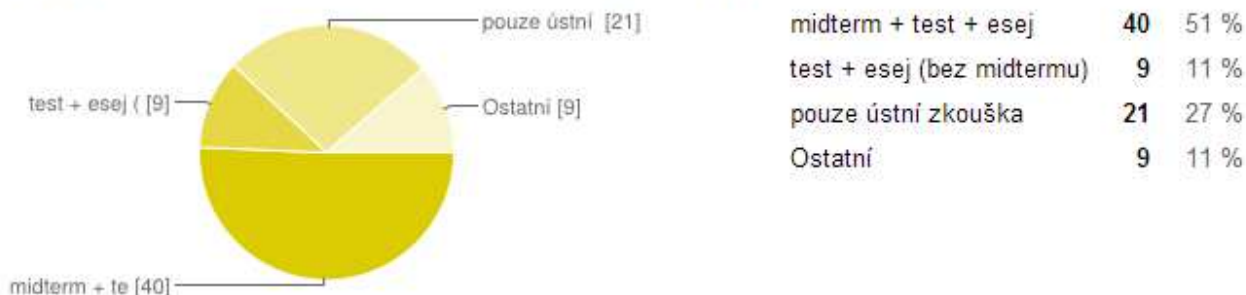 pouze ústní [21]
test + esej ( [9]
Ostatní [9]
midterm + te [40]
midterm + test + esej 40 51 %
test + esej (bez midtermu) 9 11 %
pouze ústní zkouška 21 27 %
Ostatní 9 11 %